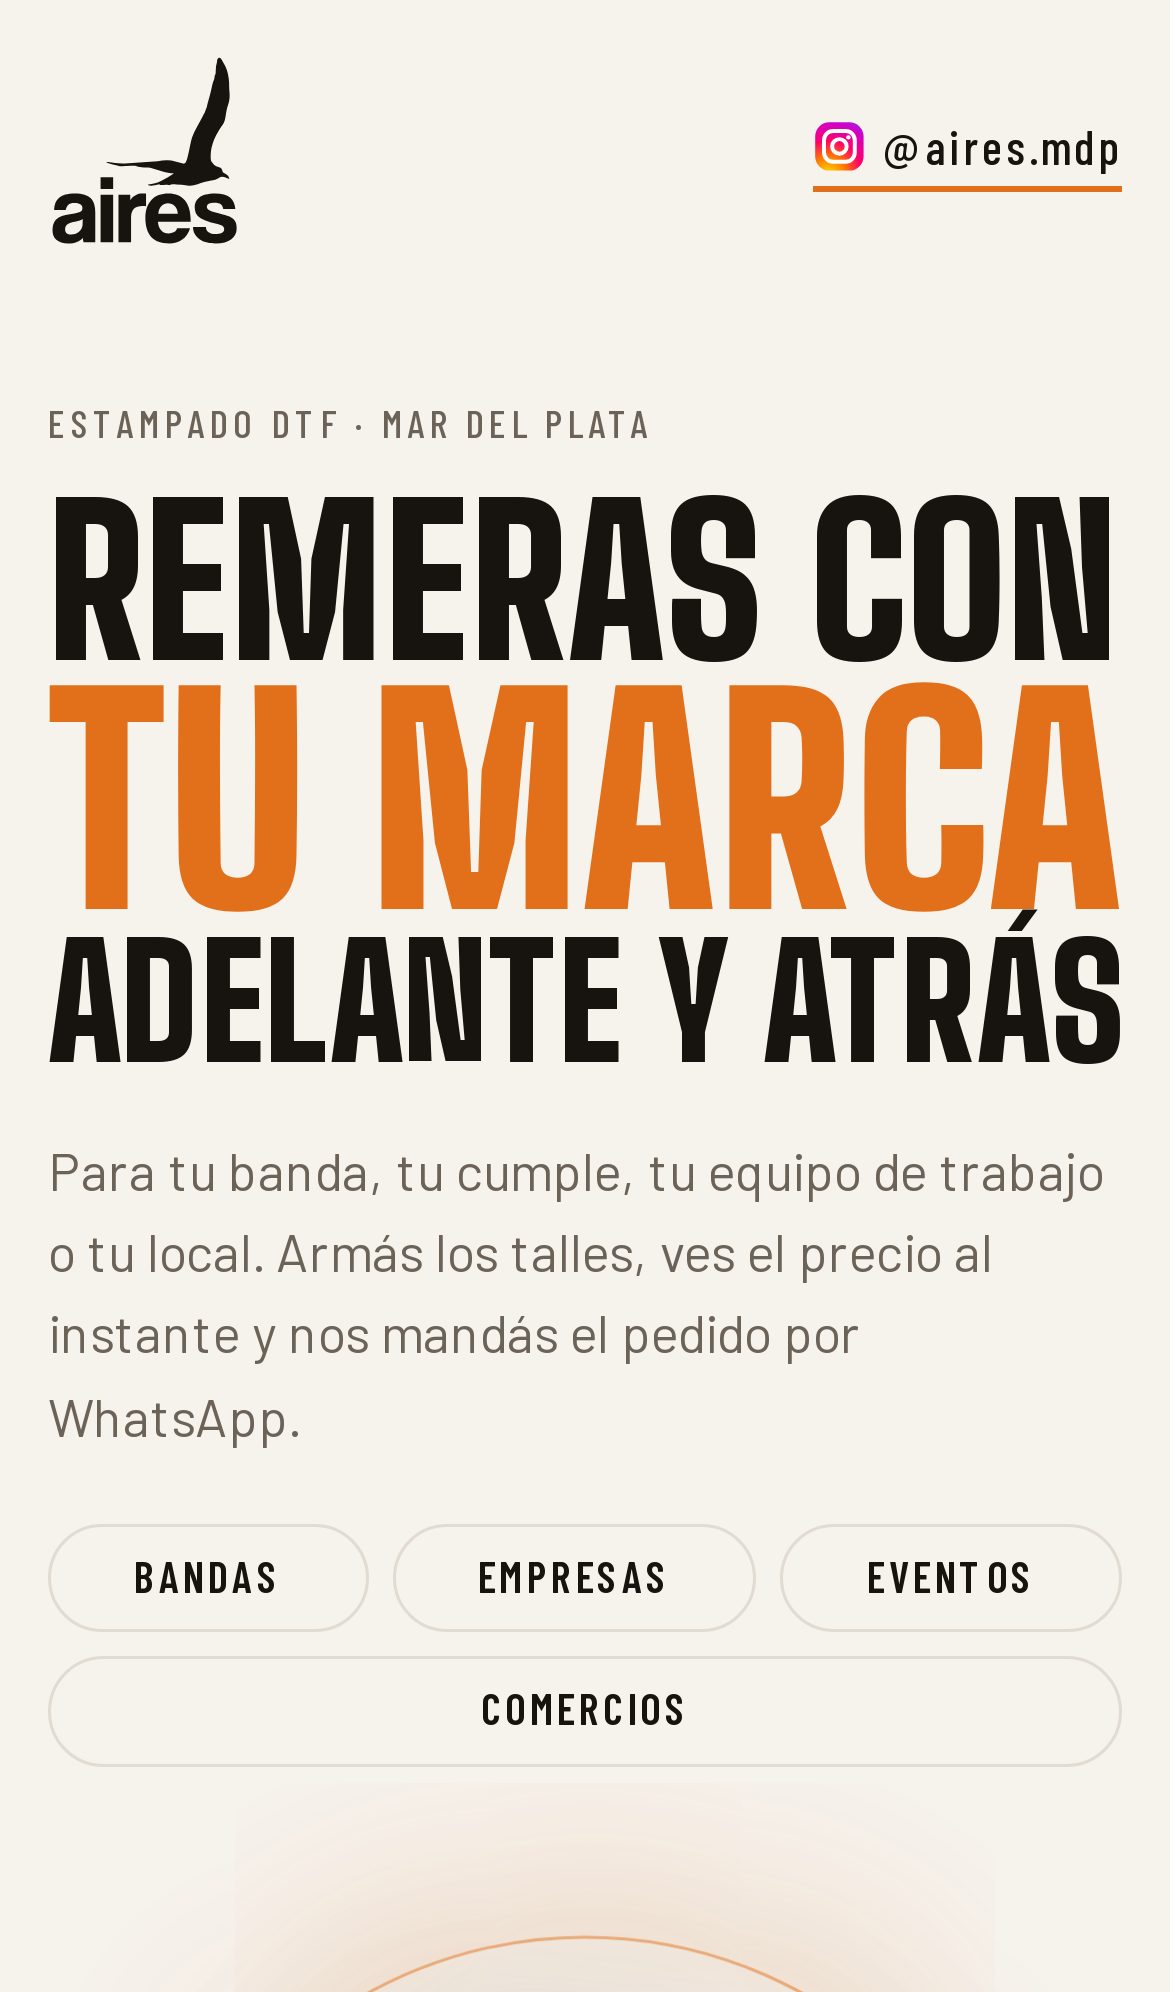 aires
@aires.mdp
ESTAMPADO DTF · MAR DEL PLATA
REMERAS CON
TU MARCA
ADELANTE Y ATRÁS
Para tu banda, tu cumple, tu equipo de trabajo
o tu local. Armás los talles, ves el precio al
instante y nos mandás el pedido por
WhatsApp.
BANDAS EMPRESAS EVENTOS
COMERCIOS